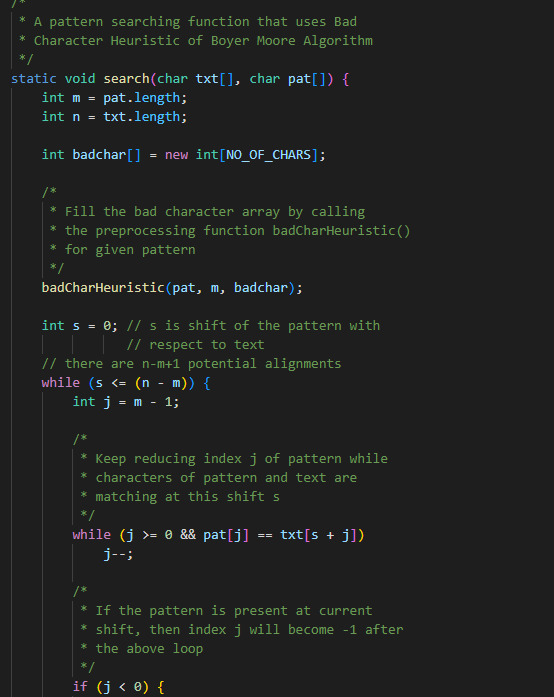 /*
* A pattern searching function that uses Bad
* Character Heuristic of Boyer Moore Algorithm
*/
static void search(char txt[], char pat[]) {
int m = pat.length;
int n = txt.length;
int badchar[] = new int[NO_OF_CHARS];
/*
* Fill the bad character array by calling
* the preprocessing function badCharHeuristic()
* for given pattern
*/
badCharHeuristic(pat, m, badchar);
int s = 0; // s is shift of the pattern with
// respect to text
// there are n-m+1 potential alignments
while (s <= (n - m)) {
int j = m - 1;
/*
* Keep reducing index j of pattern while
* characters of pattern and text are
* matching at this shift s
*/
while (j >= 0 && pat[j] == txt[s + j])
j--;
/*
* If the pattern is present at current
* shift, then index j will become -1 after
* the above loop
*/
if (j < 0) {